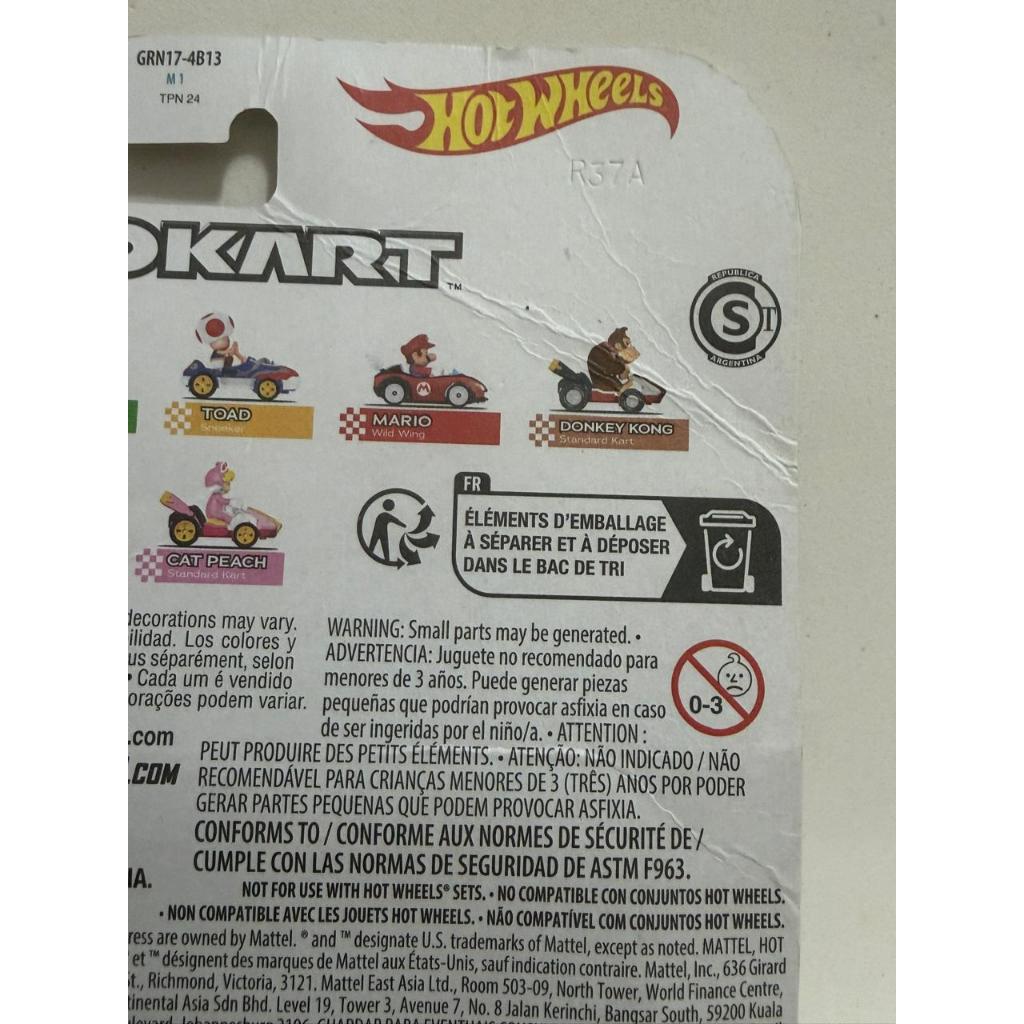 GRN17-4B13
M 1
TPN 24
HOT WHEELS
R37A
KART™
REPUBLICA
CST
ARGENTINA
TOAD
Sneeker
MARIO
Wild Wing
DONKEY KONG
Standard Kart
CAT PEACH
Standard Kart
FR
ÉLÉMENTS D'EMBALLAGE
À SÉPARER ET À DÉPOSER
DANS LE BAC DE TRI
decorations may vary.
ilidad. Los colores y
us séparément, selon
• Cada um é vendido
orações podem variar.
.com
.COM
WARNING: Small parts may be generated. •
ADVERTENCIA: Juguete no recomendado para
menores de 3 años. Puede generar piezas
pequeñas que podrían provocar asfixia en caso
de ser ingeridas por el niño/a. • ATTENTION :
PEUT PRODUIRE DES PETITS ÉLÉMENTS. • ATENÇÃO: NÃO INDICADO / NÃO
RECOMENDÁVEL PARA CRIANÇAS MENORES DE 3 (TRÊS) ANOS POR PODER
GERAR PARTES PEQUENAS QUE PODEM PROVOCAR ASFIXIA.
0-3
CONFORMS TO / CONFORME AUX NORMES DE SÉCURITÉ DE /
CUMPLE CON LAS NORMAS DE SEGURIDAD DE ASTM F963.
IA.
NOT FOR USE WITH HOT WHEELS® SETS. • NO COMPATIBLE CON CONJUNTOS HOT WHEELS.
• NON COMPATIBLE AVEC LES JOUETS HOT WHEELS. • NÃO COMPATÍVEL COM CONJUNTOS HOT WHEELS.
ress are owned by Mattel. ® and ™ designate U.S. trademarks of Mattel, except as noted. MATTEL, HOT
et ™ désignent des marques de Mattel aux États-Unis, sauf indication contraire. Mattel, Inc., 636 Girard
t., Richmond, Victoria, 3121. Mattel East Asia Ltd., Room 503-09, North Tower, World Finance Centre,
tinental Asia Sdn Bhd. Level 19, Tower 3, Avenue 7, No. 8 Jalan Kerinchi, Bangsar South, 59200 Kuala